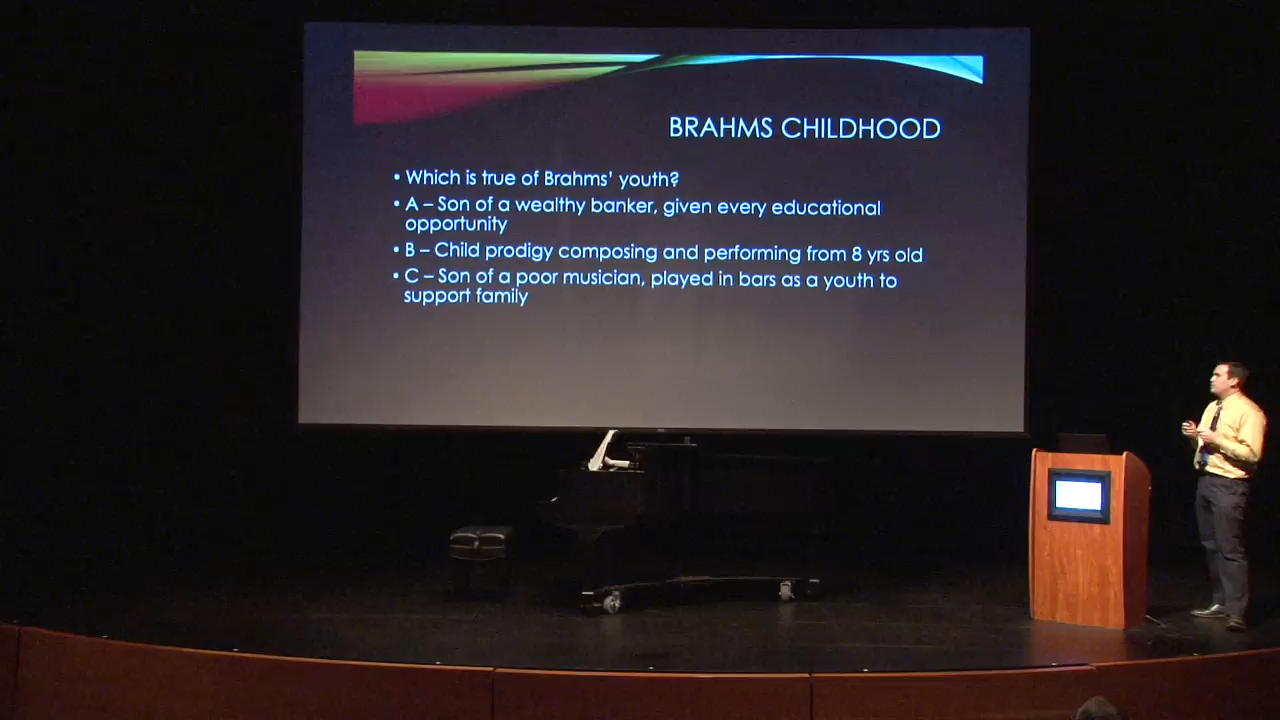 BRAHMS CHILDHOOD
• Which is true of Brahms' youth?
• A – Son of a wealthy banker, given every educational
opportunity
• B – Child prodigy composing and performing from 8 yrs old
• C – Son of a poor musician, played in bars as a youth to
support family